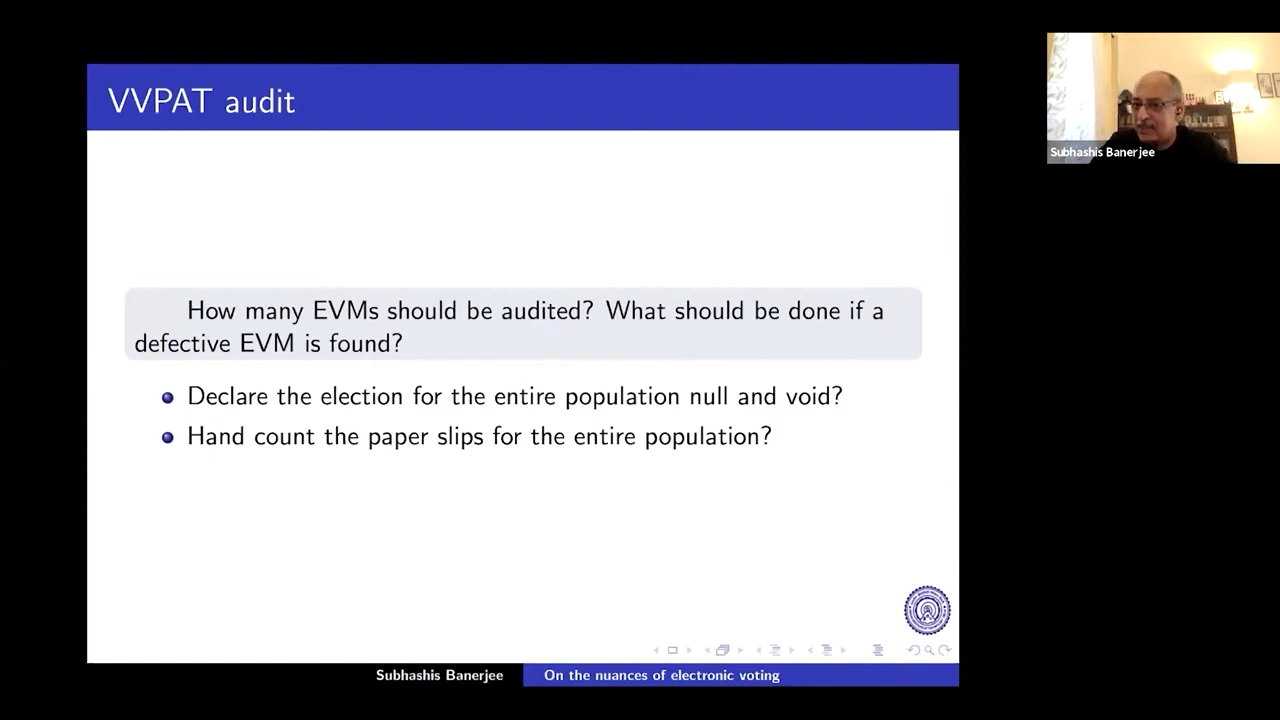 VVPAT audit
Subhashis Banerjee
How many EVMs should be audited? What should be done if a
defective EVM is found?
Declare the election for the entire population null and void?
Hand count the paper slips for the entire population?
Subhashis Banerjee
On the nuances of electronic voting